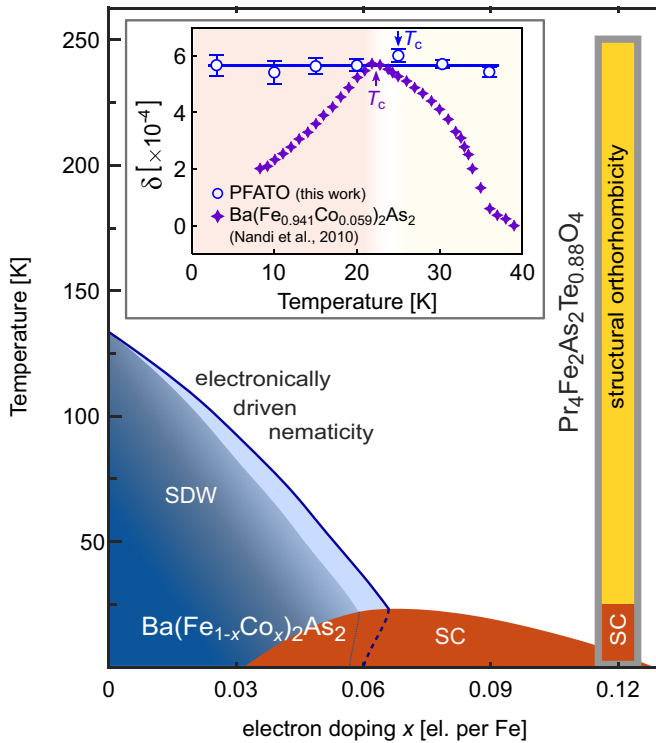 250
200
150
100
50
Temperature [K]
6
4
2
0
δ [×10⁻⁴]
T_c
T_c
PFATO (this work)
Ba(Fe₀.₉₄₁Co₀.₀₅₉)₂As₂
(Nandi et al., 2010)
0
10
20
30
40
Temperature [K]
electronically
driven
nematicity
SDW
Ba(Fe₁₋ₓCoₓ)₂As₂
SC
Pr₄Fe₂As₂Te₀.₈₈O₄
structural orthorhombicity
SC
0
0.03
0.06
0.09
0.12
electron doping x [el. per Fe]